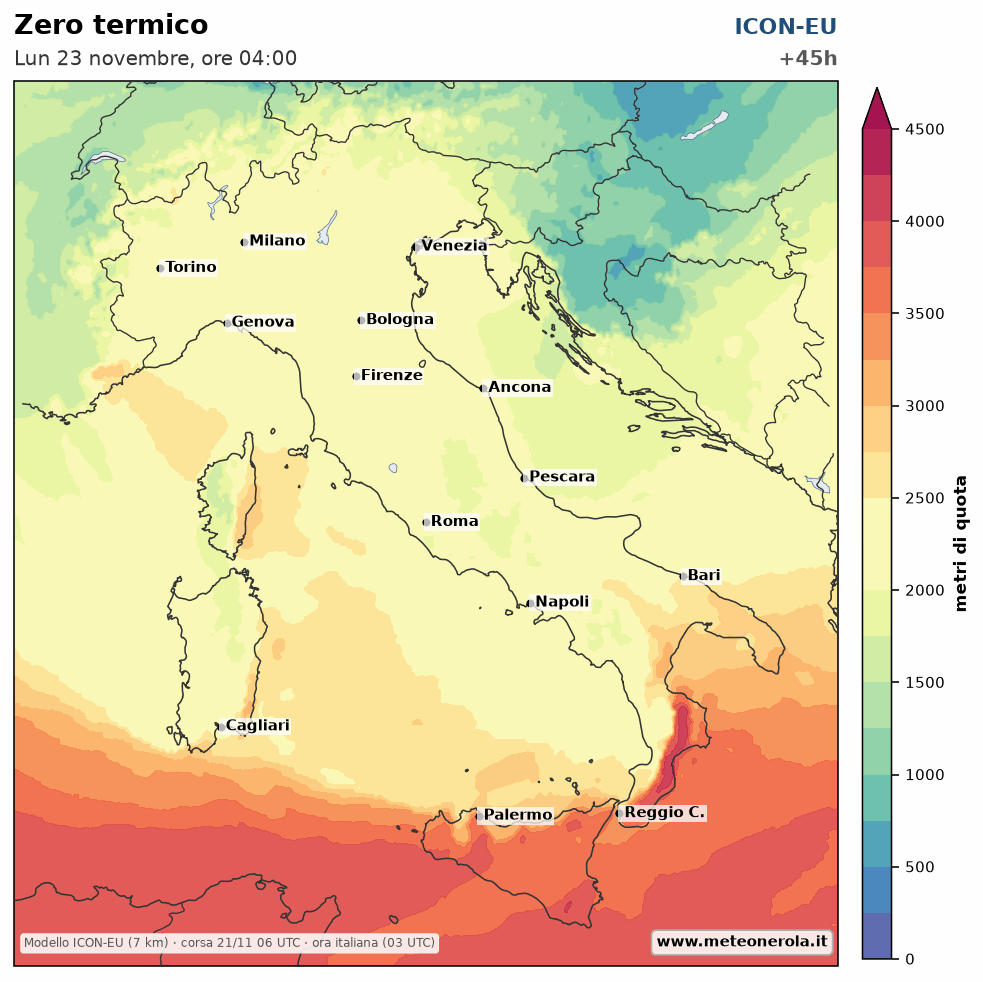 Zero termico
ICON-EU
Lun 23 novembre, ore 04:00
+45h
Milano
Venezia
Torino
Genova
Bologna
Firenze
Ancona
Pescara
Roma
Bari
Napoli
Cagliari
Palermo
Reggio C.
4500
4000
3500
3000
2500
2000
1500
1000
500
0
metri di quota
Modello ICON-EU (7 km) · corsa 21/11 06 UTC · ora italiana (03 UTC)
www.meteonerola.it